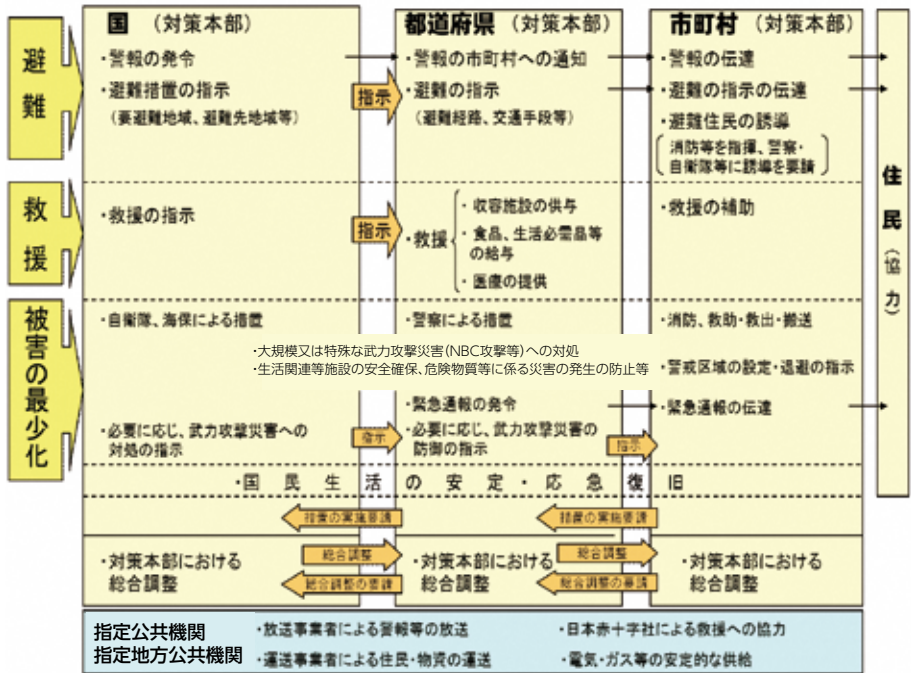 国 （対策本部）
都道府県 （対策本部）
市町村 （対策本部）
避難
・警報の発令
・避難措置の指示
（要避難地域、避難先地域等）
指示
・警報の市町村への通知
・避難の指示
（避難経路、交通手段等）
・警報の伝達
・避難の指示の伝達
・避難住民の誘導
消防等を指揮、警察・
自衛隊等に誘導を要請
住民（協力）
救援
・救援の指示
指示
・救援
・収容施設の供与
・食品、生活必需品等
の給与
・医療の提供
・救援の補助
被害の最少化
・自衛隊、海保による措置
・警察による措置
・消防、救助・救出・搬送
・大規模又は特殊な武力攻撃災害（NBC攻撃等）への対処
・生活関連等施設の安全確保、危険物質等に係る災害の発生の防止等
・警戒区域の設定・退避の指示
・緊急通報の発令
・緊急通報の伝達
・必要に応じ、武力攻撃災害への
対処の指示
指示
・必要に応じ、武力攻撃災害の
防御の指示
指示
・国民生活の安定・応急復旧
措置の実施要請
措置の実施要請
・対策本部における
総合調整
総合調整
総合調整の要請
・対策本部における
総合調整
総合調整
総合調整の要請
・対策本部における
総合調整
指定公共機関
指定地方公共機関
・放送事業者による警報等の放送
・日本赤十字社による救援への協力
・運送事業者による住民・物資の運送
・電気・ガス等の安定的な供給